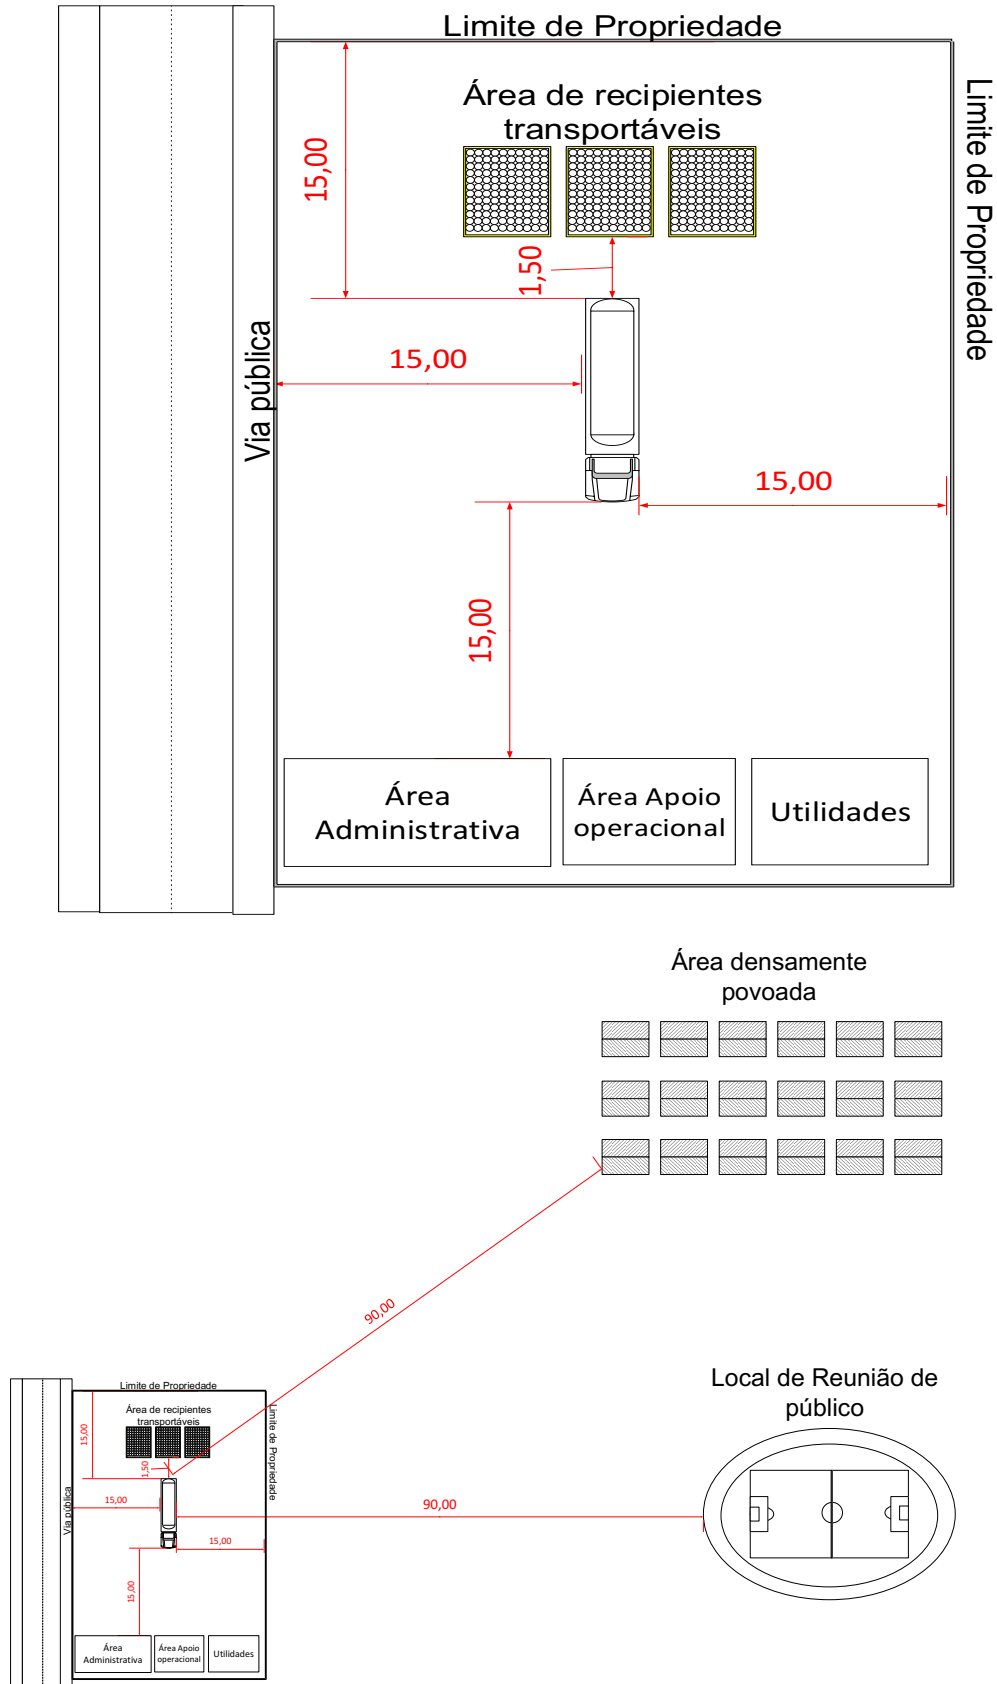 Limite de Propriedade
Área de recipientes
transportáveis
Limite de Propriedade
15,00
1,50
Via pública
15,00
15,00
15,00
Área
Administrativa
Área Apoio
operacional
Utilidades
Área densamente
povoada
90,00
Local de Reunião de
público
Limite de Propriedade
Área de recipientes
transportáveis
Limite de Propriedade
15,00
1,50
Via pública
15,00
90,00
15,00
15,00
Área
Administrativa
Área Apoio
operacional
Utilidades